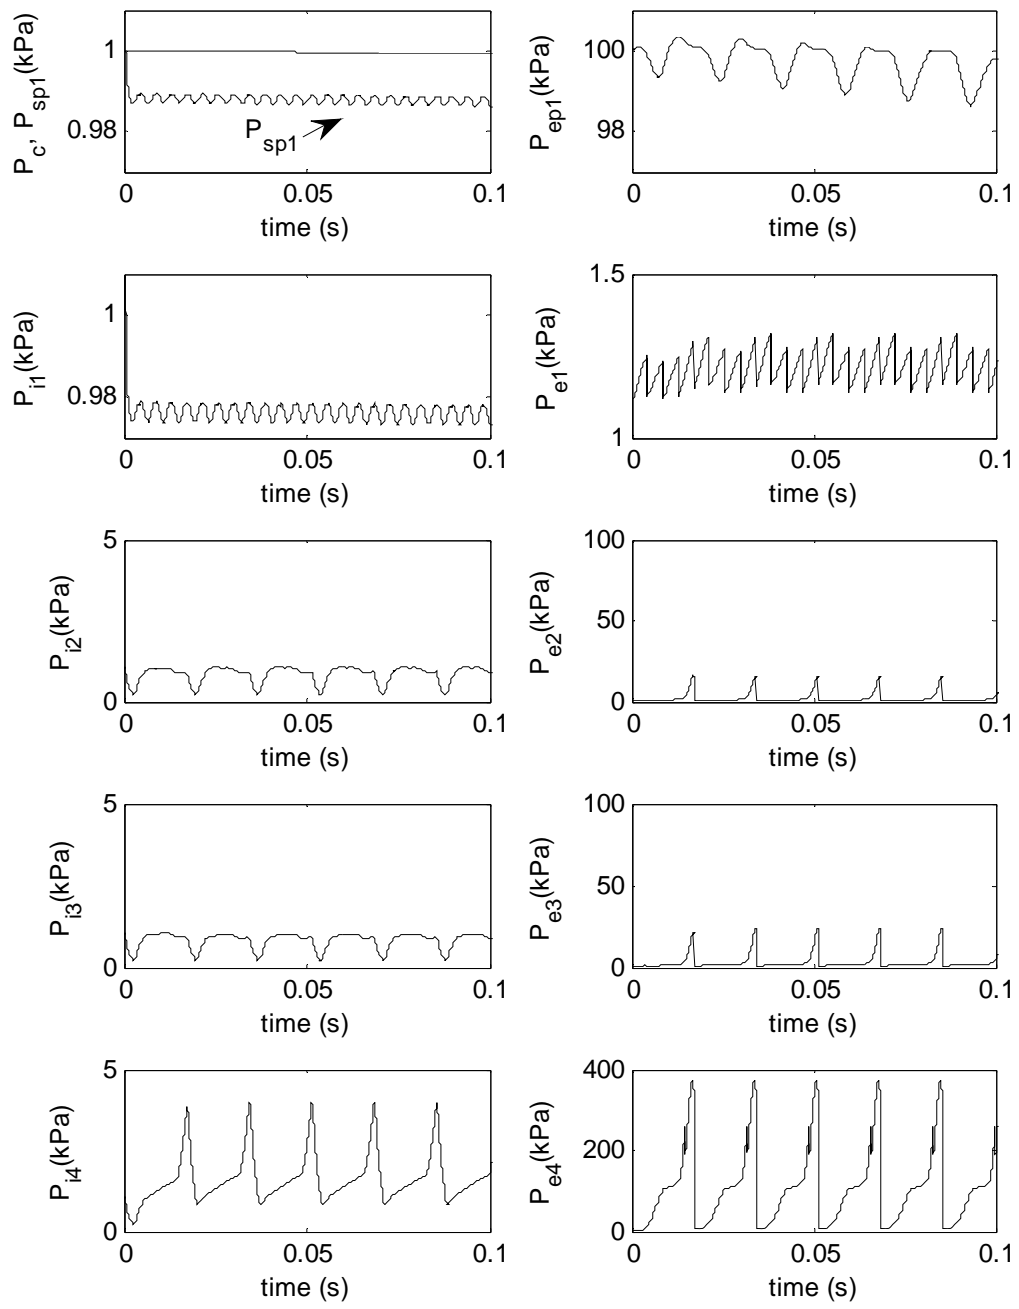 P_c, P_sp1(kPa)
1
0.98
P_sp1
0
0.05
0.1
time (s)
P_ep1(kPa)
100
98
0
0.05
0.1
time (s)
P_i1(kPa)
1
0.98
0
0.05
0.1
time (s)
P_e1(kPa)
1.5
1
0
0.05
0.1
time (s)
P_i2(kPa)
5
0
0
0.05
0.1
time (s)
P_e2(kPa)
100
50
0
0
0.05
0.1
time (s)
P_i3(kPa)
5
0
0
0.05
0.1
time (s)
P_e3(kPa)
100
50
0
0
0.05
0.1
time (s)
P_i4(kPa)
5
0
0
0.05
0.1
time (s)
P_e4(kPa)
400
200
0
0
0.05
0.1
time (s)